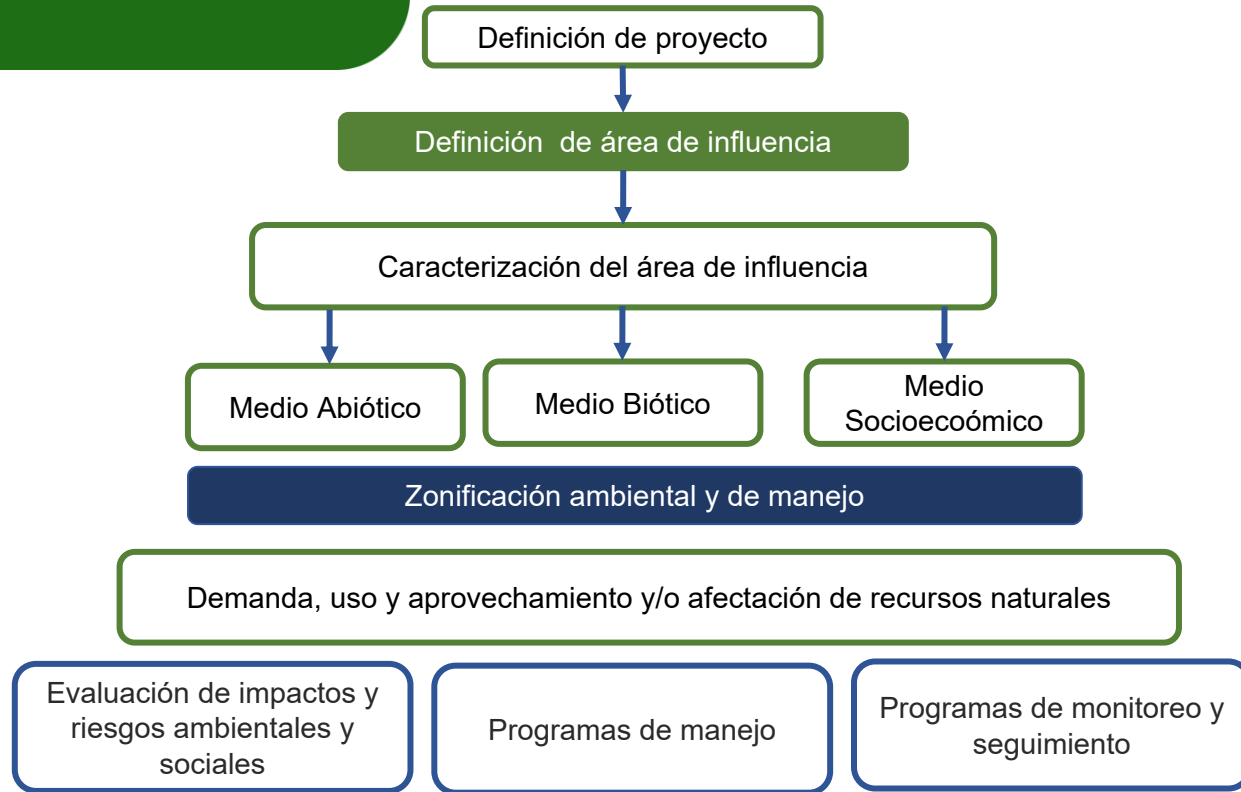 Definición de proyecto
Definición de área de influencia
Caracterización del área de influencia
Medio Abiótico
Medio Biótico
Medio
Socioecoómico
Zonificación ambiental y de manejo
Demanda, uso y aprovechamiento y/o afectación de recursos naturales
Evaluación de impactos y
riesgos ambientales y
sociales
Programas de manejo
Programas de monitoreo y
seguimiento